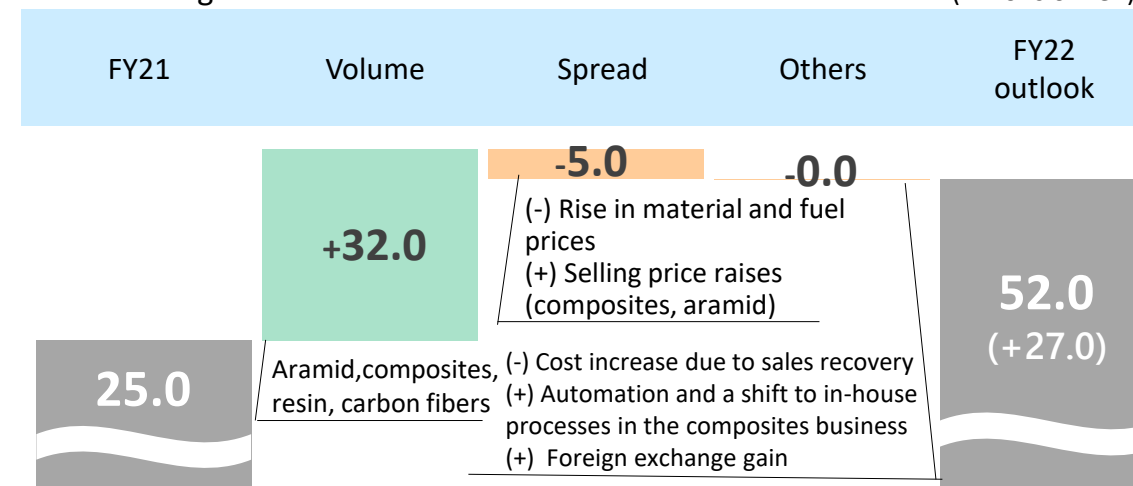 FY21
Volume
Spread
Others
FY22
outlook
25.0
+32.0
Aramid,composites,
resin, carbon fibers
-5.0
(-) Rise in material and fuel
prices
(+) Selling price raises
(composites, aramid)
-0.0
(-) Cost increase due to sales recovery
(+) Automation and a shift to in-house
processes in the composites business
(+) Foreign exchange gain
52.0
(+27.0)